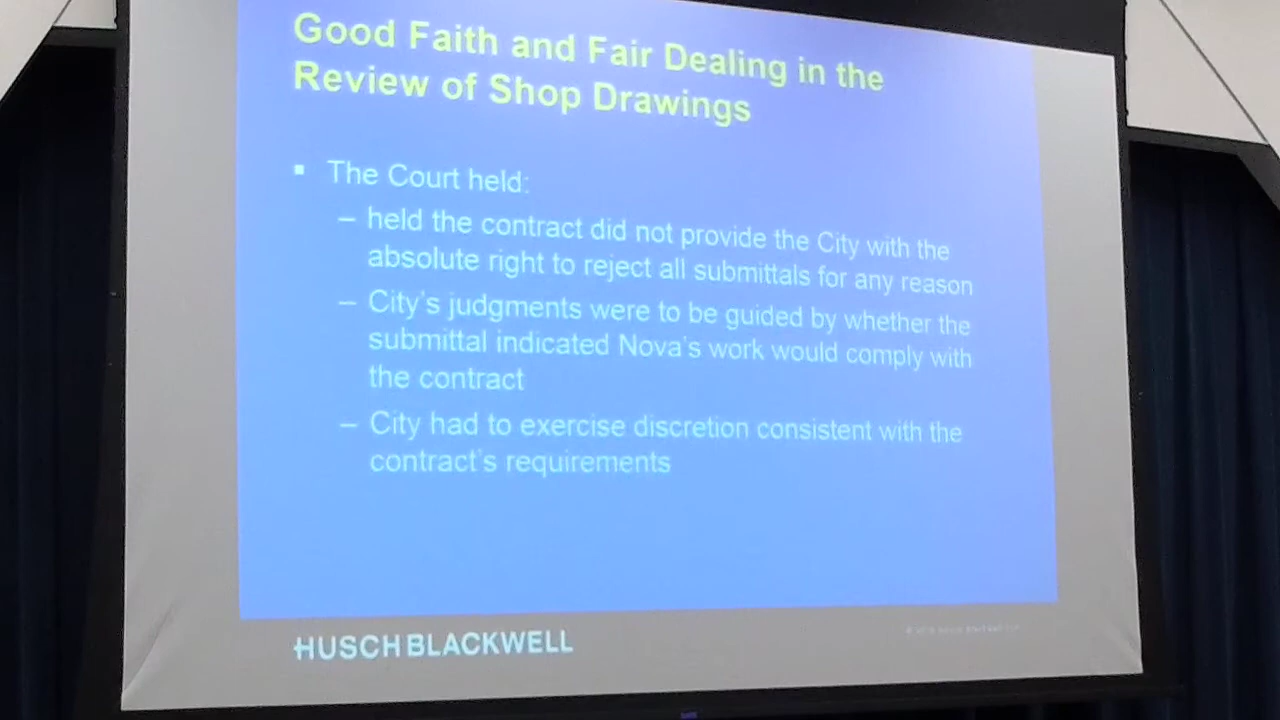 Good Faith and Fair Dealing in the
Review of Shop Drawings
▪ The Court held:
– held the contract did not provide the City with the
absolute right to reject all submittals for any reason
– City's judgments were to be guided by whether the
submittal indicated Nova's work would comply with
the contract
– City had to exercise discretion consistent with the
contract's requirements
HUSCH BLACKWELL